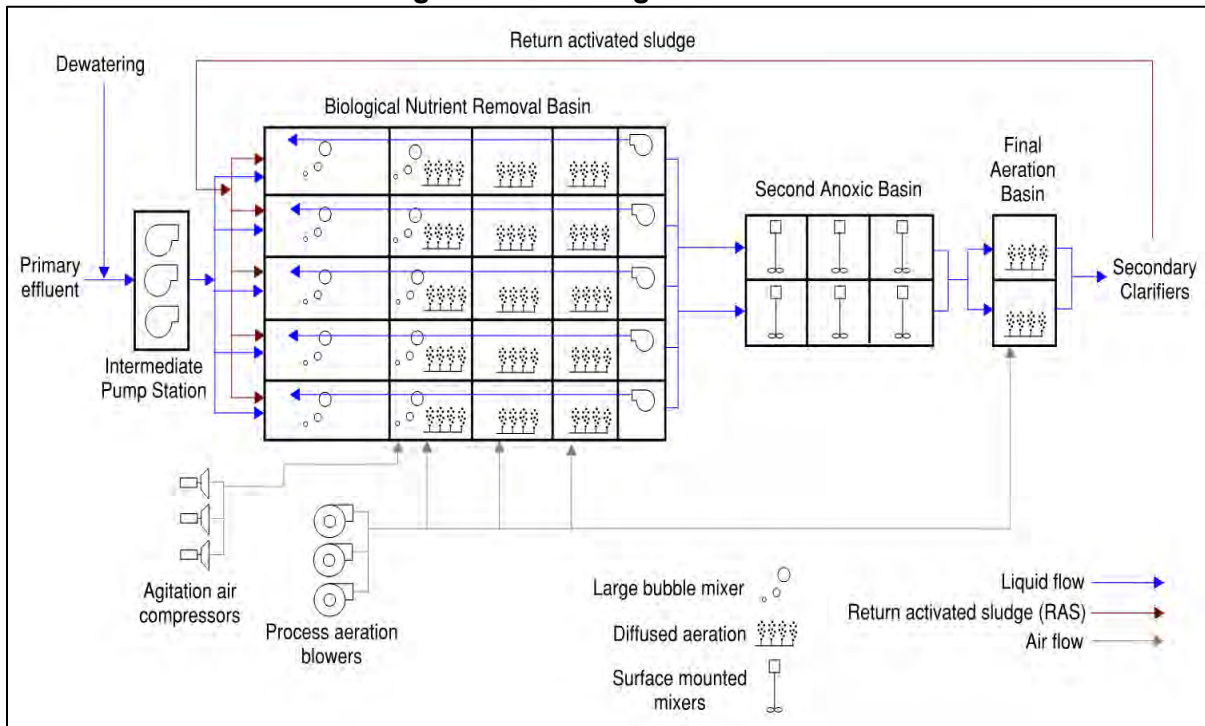 Return activated sludge
Dewatering
Biological Nutrient Removal Basin
Final
Aeration
Basin
Second Anoxic Basin
Primary
effluent
Secondary
Clarifiers
Intermediate
Pump Station
Agitation air
compressors
Process aeration
blowers
Large bubble mixer
Diffused aeration
Surface mounted
mixers
Liquid flow
Return activated sludge (RAS)
Air flow